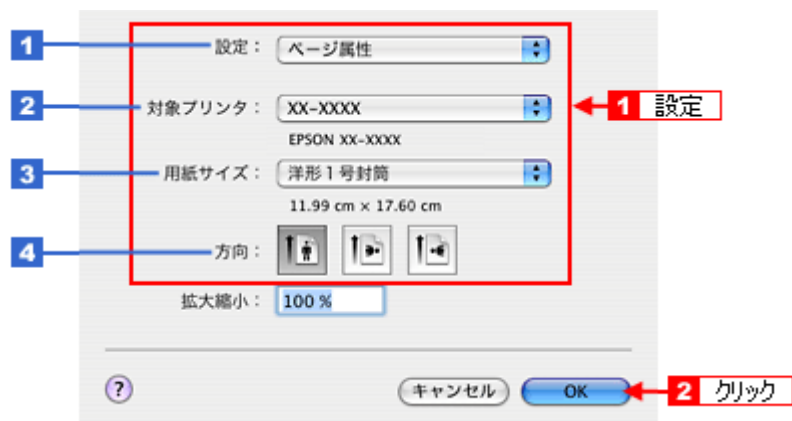 1 設定： ページ属性
2 対象プリンタ： XX-XXXX 1 設定
EPSON XX-XXXX
3 用紙サイズ： 洋形1号封筒
11.99 cm × 17.60 cm
4 方向：
拡大縮小： 100 %
? キャンセル OK 2 クリック